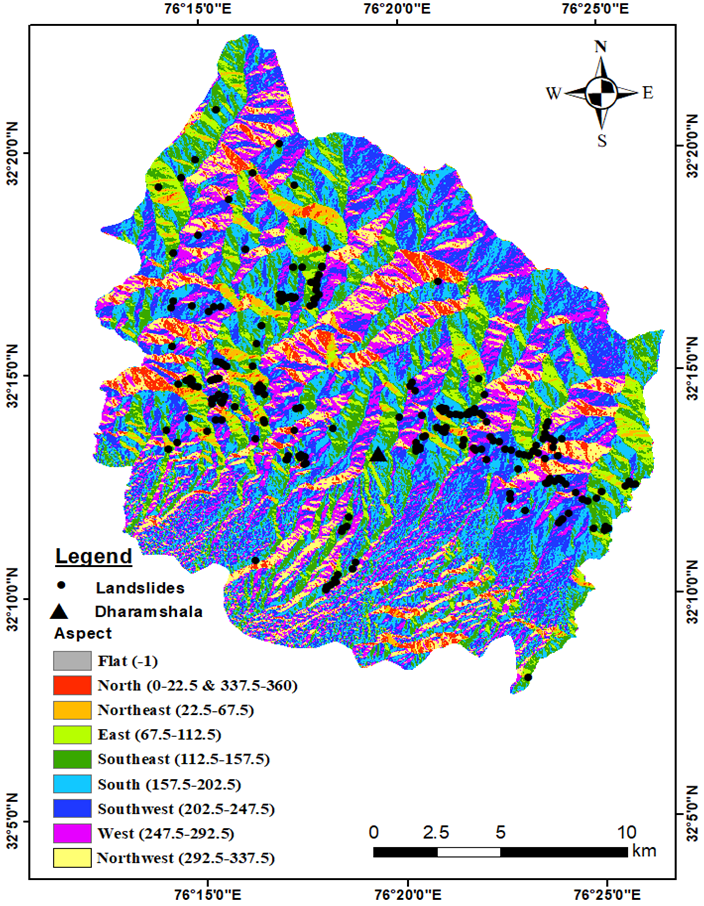 76°15'0"E 76°20'0"E 76°25'0"E
N
W E
S
32°20'0"N 32°20'0"N
32°15'0"N 32°15'0"N
32°10'0"N 32°10'0"N
32°5'0"N 32°5'0"N
Legend
Landslides
Dharamshala
Aspect
Flat (-1)
North (0-22.5 & 337.5-360)
Northeast (22.5-67.5)
East (67.5-112.5)
Southeast (112.5-157.5)
South (157.5-202.5)
Southwest (202.5-247.5)
West (247.5-292.5)
Northwest (292.5-337.5)
0 2.5 5 10
km
76°15'0"E 76°20'0"E 76°25'0"E